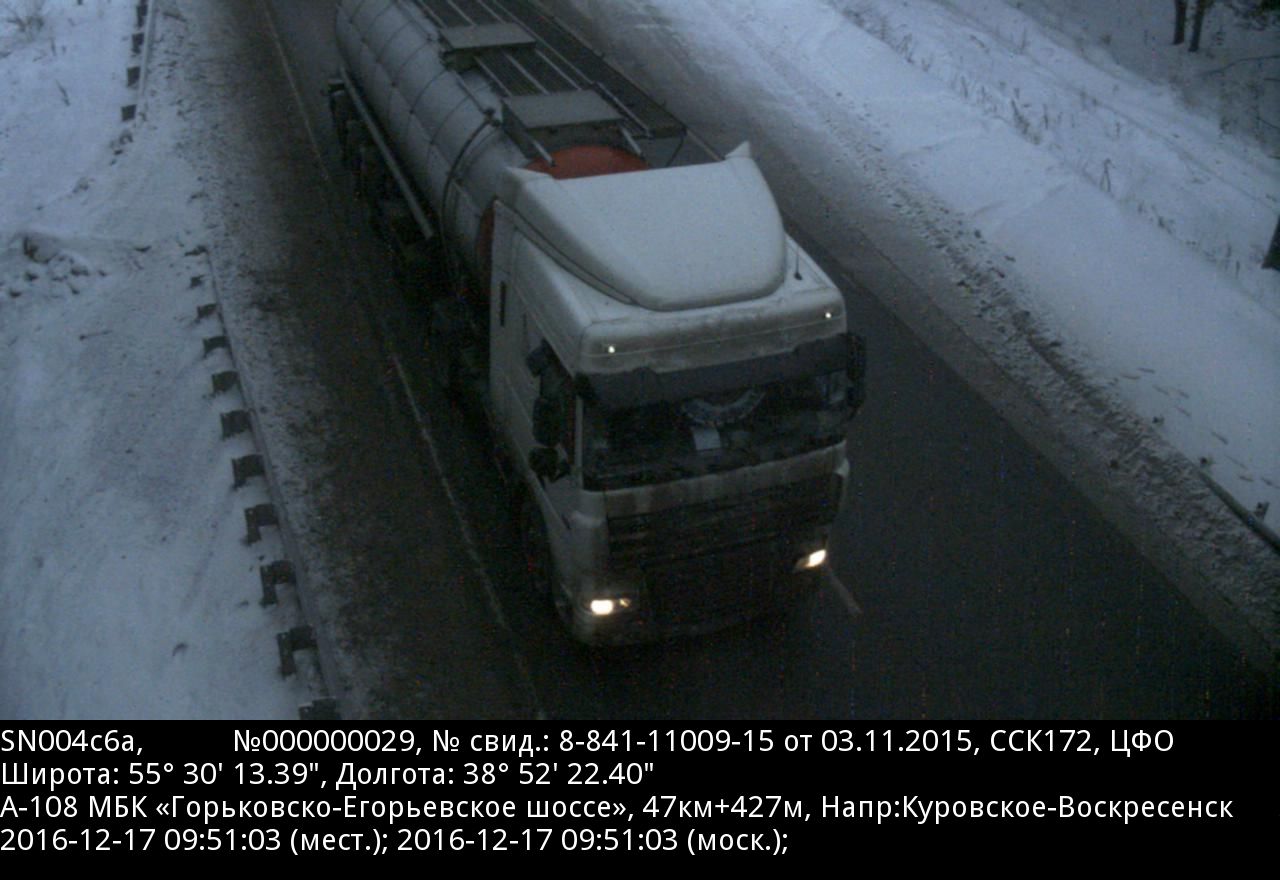 SN004c6a, №000000029, № свид.: 8-841-11009-15 от 03.11.2015, ССК172, ЦФО
Широта: 55° 30' 13.39", Долгота: 38° 52' 22.40"
А-108 МБК «Горьковско-Егорьевское шоссе», 47км+427м, Напр:Куровское-Воскресенск
2016-12-17 09:51:03 (мест.); 2016-12-17 09:51:03 (моск.);